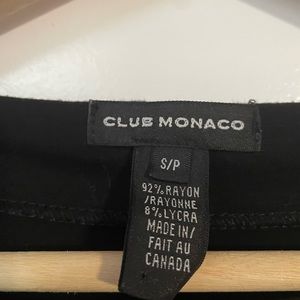 CLUB MONACO
S/P
92% RAYON
/RAYONNE
8% LYCRA
MADE IN/
FAIT AU
CANADA